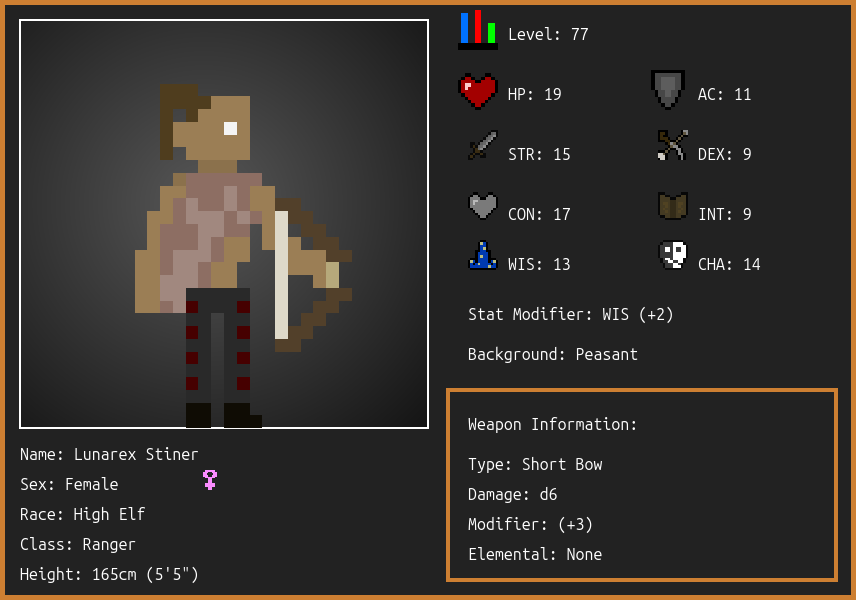 Level: 77
HP: 19
AC: 11
STR: 15
DEX: 9
CON: 17
INT: 9
WIS: 13
CHA: 14
Stat Modifier: WIS (+2)
Background: Peasant
Weapon Information:
Type: Short Bow
Damage: d6
Modifier: (+3)
Elemental: None
Name: Lunarex Stiner
Sex: Female
Race: High Elf
Class: Ranger
Height: 165cm (5'5")